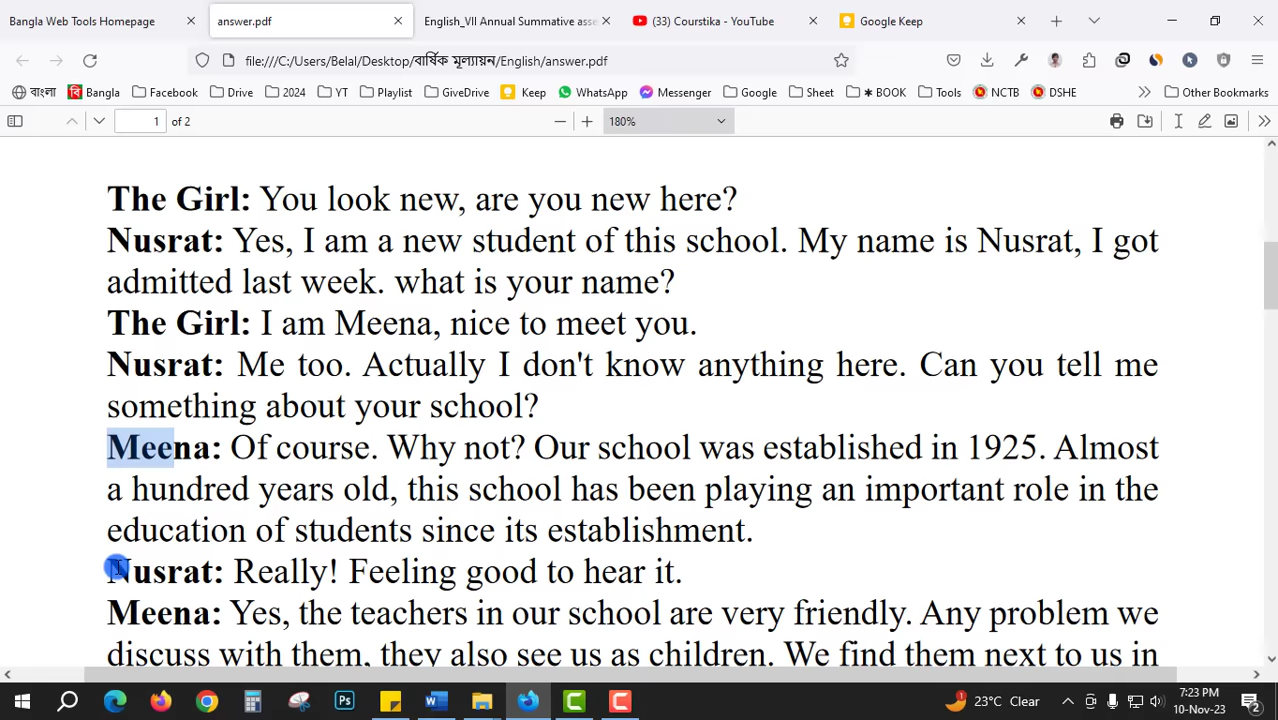 Bangla Web Tools Homepage
answer.pdf
English_VII Annual Summative asse
(33) Courstika - YouTube
Google Keep
file:///C:/Users/Belal/Desktop/বার্ষিক মূল্যায়ন/English/answer.pdf
বাংলা
বি Bangla
Facebook
Drive
2024
YT
Playlist
GiveDrive
Keep
WhatsApp
Messenger
Google
Sheet
✱ BOOK
Tools
NCTB
DSHE
Other Bookmarks
1 of 2
180%
The Girl: You look new, are you new here?
Nusrat: Yes, I am a new student of this school. My name is Nusrat, I got
admitted last week. what is your name?
The Girl: I am Meena, nice to meet you.
Nusrat: Me too. Actually I don't know anything here. Can you tell me
something about your school?
Meena: Of course. Why not? Our school was established in 1925. Almost
a hundred years old, this school has been playing an important role in the
education of students since its establishment.
Nusrat: Really! Feeling good to hear it.
Meena: Yes, the teachers in our school are very friendly. Any problem we
discuss with them, they also see us as children. We find them next to us in
Ps
W
C
C
1
23°C Clear
7:23 PM
10-Nov-23
2